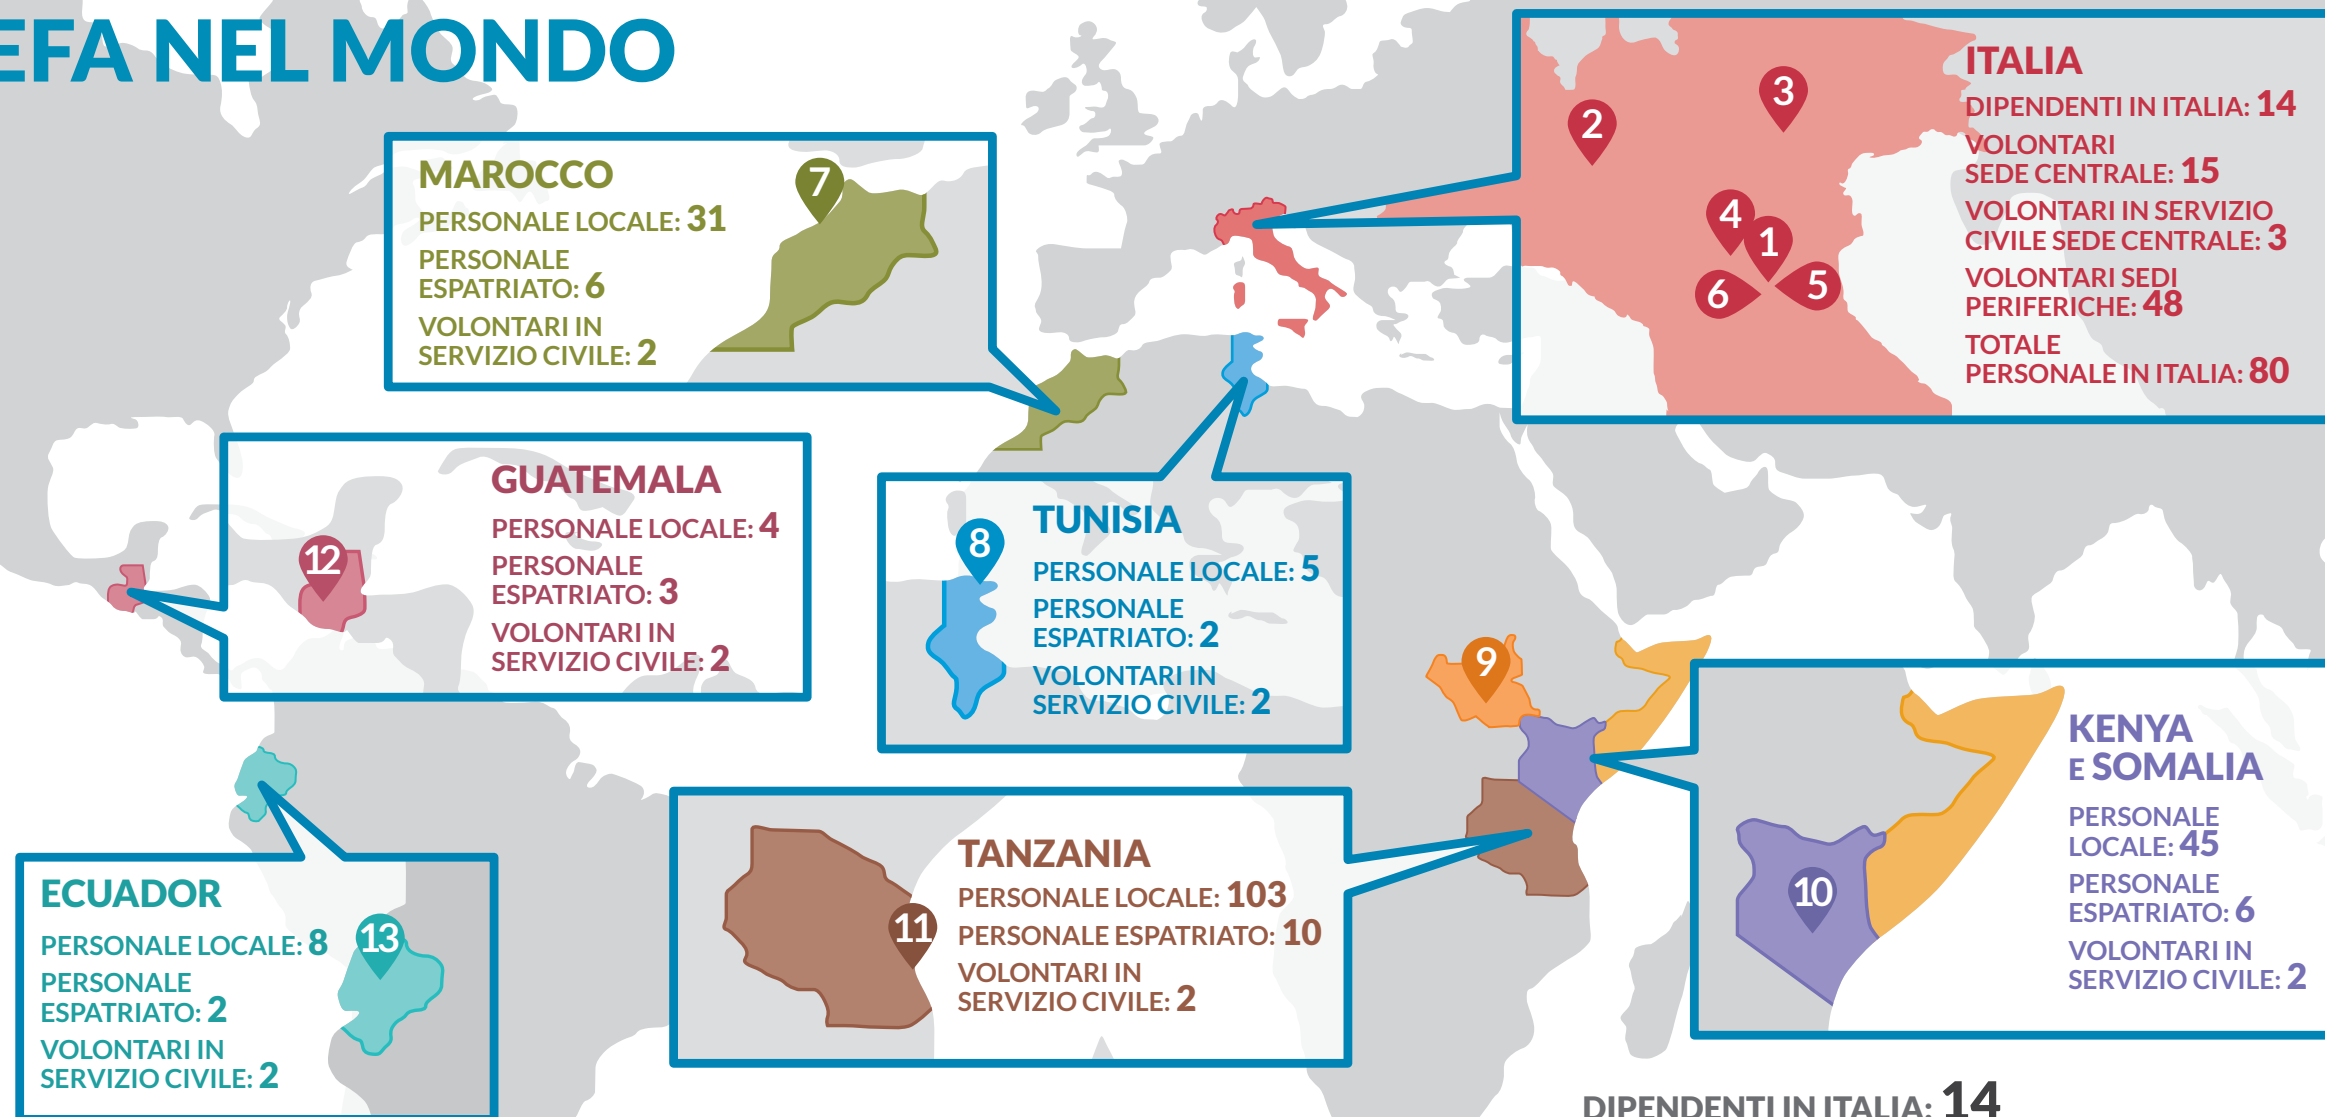 EFA NEL MONDO
MAROCCO
PERSONALE LOCALE: 31
PERSONALE
ESPATRIATO: 6
VOLONTARI IN
SERVIZIO CIVILE: 2
7
ITALIA
DIPENDENTI IN ITALIA: 14
VOLONTARI
SEDE CENTRALE: 15
VOLONTARI IN SERVIZIO
CIVILE SEDE CENTRALE: 3
VOLONTARI SEDI
PERIFERICHE: 48
TOTALE
PERSONALE IN ITALIA: 80
2
3
4
1
6
5
GUATEMALA
PERSONALE LOCALE: 4
PERSONALE
ESPATRIATO: 3
VOLONTARI IN
SERVIZIO CIVILE: 2
12
TUNISIA
PERSONALE LOCALE: 5
PERSONALE
ESPATRIATO: 2
VOLONTARI IN
SERVIZIO CIVILE: 2
8
9
KENYA
E SOMALIA
PERSONALE
LOCALE: 45
PERSONALE
ESPATRIATO: 6
VOLONTARI IN
SERVIZIO CIVILE: 2
10
TANZANIA
PERSONALE LOCALE: 103
PERSONALE ESPATRIATO: 10
VOLONTARI IN
SERVIZIO CIVILE: 2
11
ECUADOR
PERSONALE LOCALE: 8
PERSONALE
ESPATRIATO: 2
VOLONTARI IN
SERVIZIO CIVILE: 2
13
DIPENDENTI IN ITALIA: 14